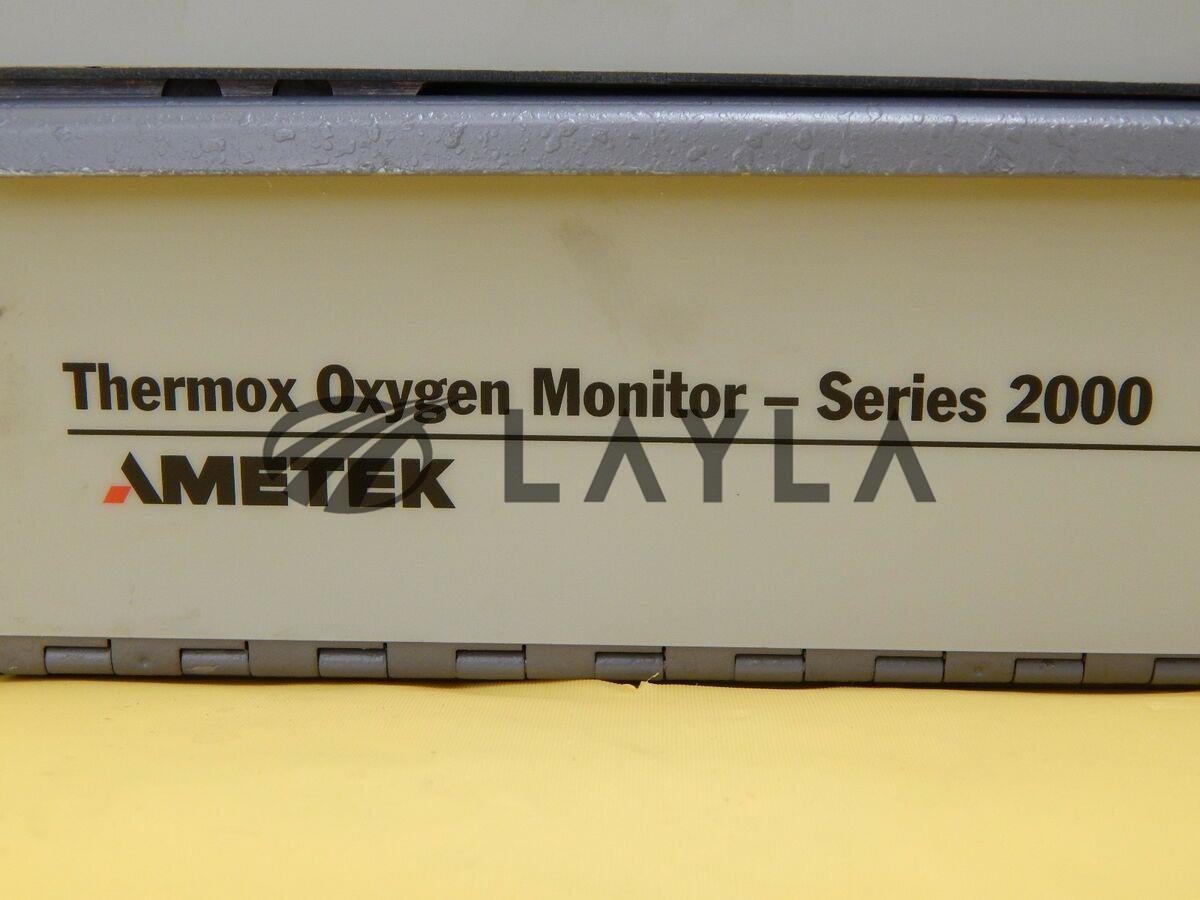 Thermox Oxygen Monitor – Series 2000
AMETEK
LAYLA